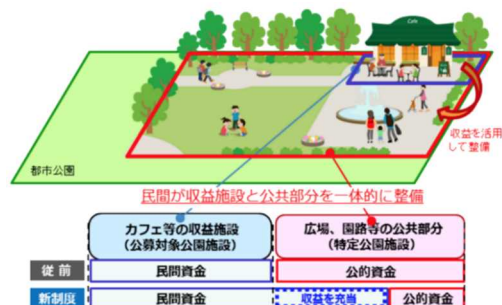 Cafe
収益を活用
して整備
都市公園
民間が収益施設と公共部分を一体的に整備
カフェ等の収益施設
(公募対象公園施設)
広場、園路等の公共部分
(特定公園施設)
従前
民間資金
公的資金
新制度
民間資金
収益を充当
公的資金